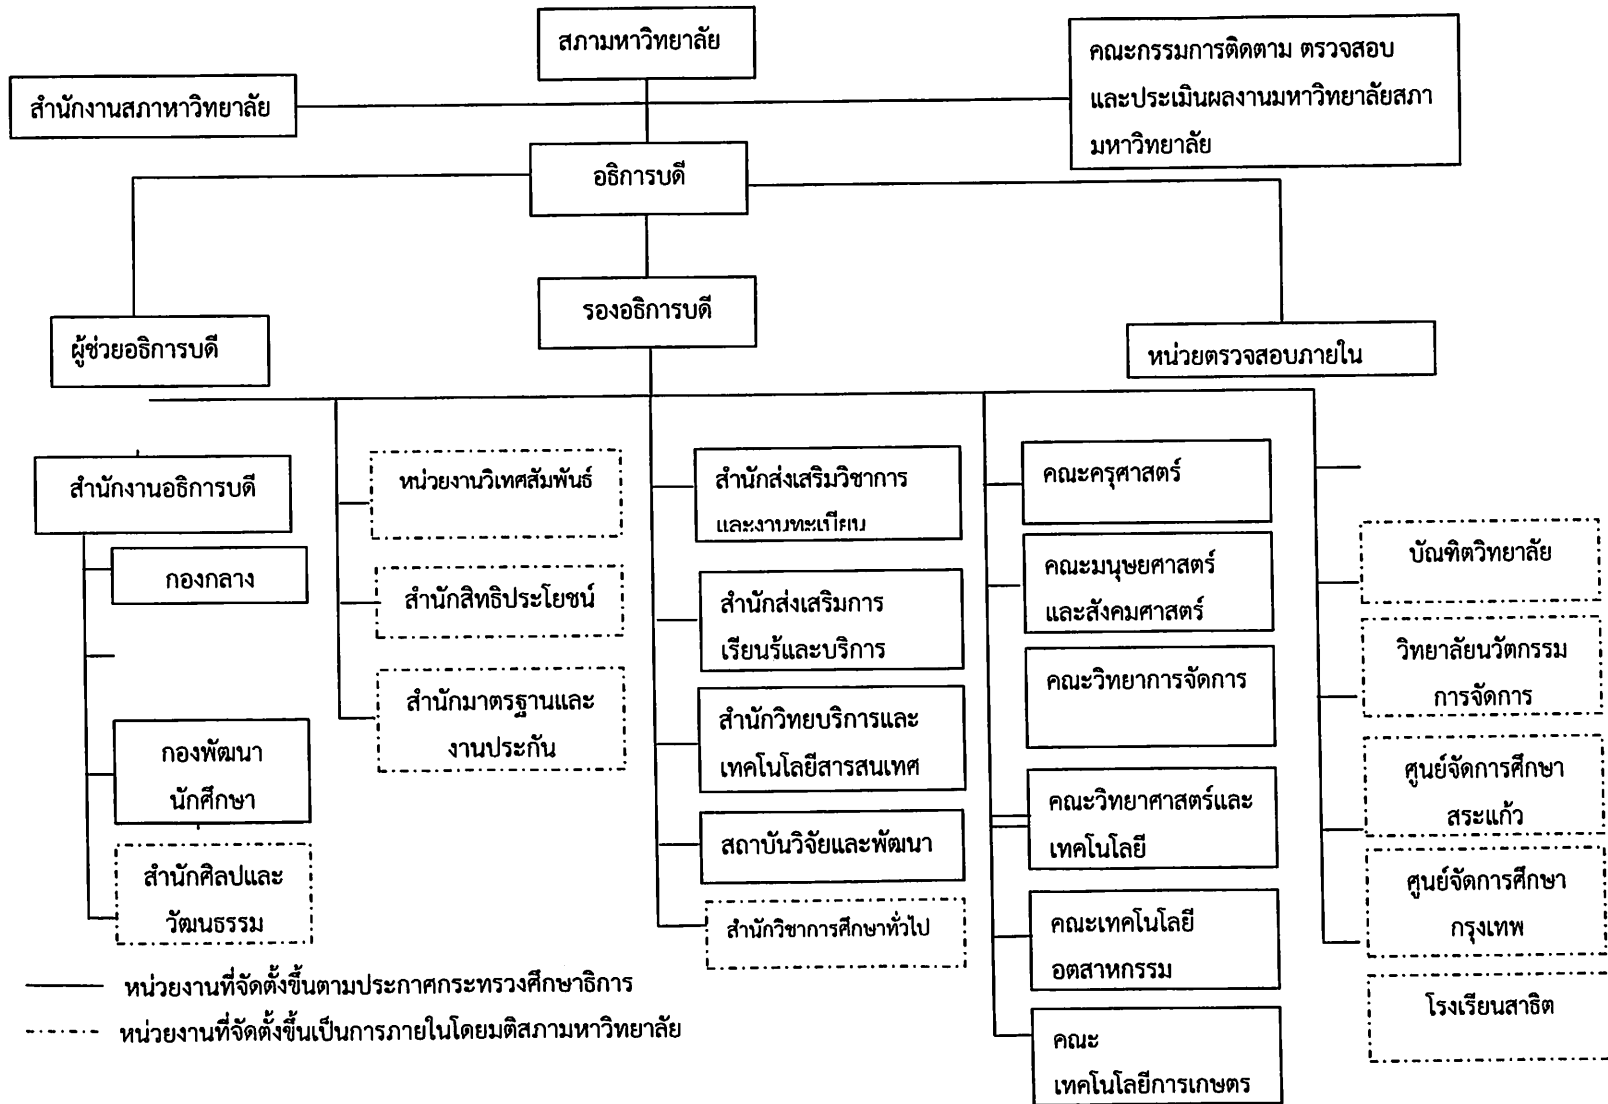 สภามหาวิทยาลัย
คณะกรรมการติดตาม ตรวจสอบ
และประเมินผลงานมหาวิทยาลัยสภา
มหาวิทยาลัย
สำนักงานสภาหาวิทยาลัย
อธิการบดี
รองอธิการบดี
ผู้ช่วยอธิการบดี
หน่วยตรวจสอบภายใน
สำนักงานอธิการบดี
กองกลาง
กองพัฒนา
นักศึกษา
สำนักศิลปและ
วัฒนธรรม
หน่วยงานวิเทศสัมพันธ์
สำนักสิทธิประโยชน์
สำนักมาตรฐานและ
งานประกัน
สำนักส่งเสริมวิชาการ
และงานทะเบียน
สำนักส่งเสริมการ
เรียนรู้และบริการ
สำนักวิทยบริการและ
เทคโนโลยีสารสนเทศ
สถาบันวิจัยและพัฒนา
สำนักวิชาการศึกษาทั่วไป
คณะครุศาสตร์
คณะมนุษยศาสตร์
และสังคมศาสตร์
คณะวิทยาการจัดการ
คณะวิทยาศาสตร์และ
เทคโนโลยี
คณะเทคโนโลยี
อตสาหกรรม
คณะ
เทคโนโลยีการเกษตร
บัณฑิตวิทยาลัย
วิทยาลัยนวัตกรรม
การจัดการ
ศูนย์จัดการศึกษา
สระแก้ว
ศูนย์จัดการศึกษา
กรุงเทพ
โรงเรียนสาธิต
หน่วยงานที่จัดตั้งขึ้นตามประกาศกระทรวงศึกษาธิการ
หน่วยงานที่จัดตั้งขึ้นเป็นการภายในโดยมติสภามหาวิทยาลัย